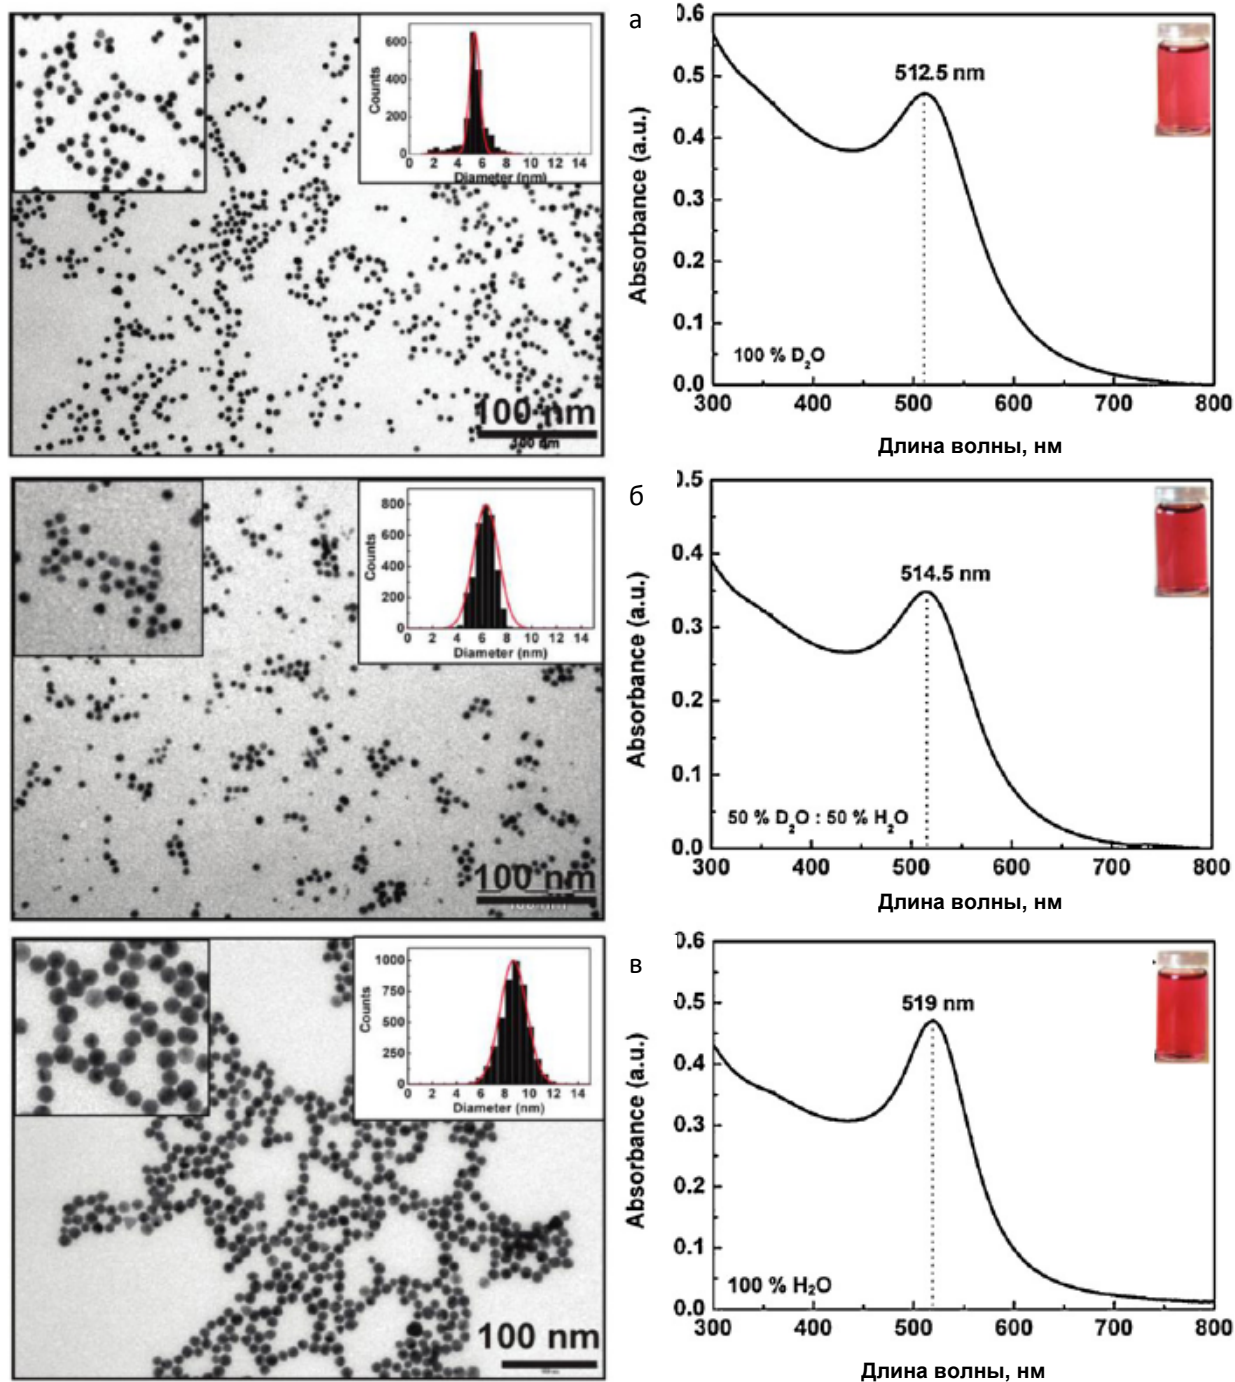 600
400
200
0
Counts
0 2 4 6 8 10 12 14
Diameter (nm)
100 nm
а
0.6
0.5
0.4
0.3
0.2
0.1
0.0
Absorbance (a.u.)
512.5 nm
100 % D₂O
300 400 500 600 700 800
Длина волны, нм
800
600
400
200
0
Counts
0 2 4 6 8 10 12 14
Diameter (nm)
100 nm
б
0.5
0.4
0.3
0.2
0.1
0.0
Absorbance (a.u.)
514.5 nm
50 % D₂O : 50 % H₂O
300 400 500 600 700 800
Длина волны, нм
1000
750
500
250
0
Counts
0 2 4 6 8 10 12 14
Diameter (nm)
100 nm
в
0.6
0.5
0.4
0.3
0.2
0.1
0.0
Absorbance (a.u.)
519 nm
100 % H₂O
300 400 500 600 700 800
Длина волны, нм